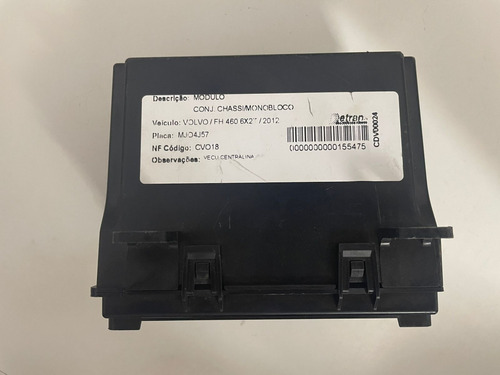 Descrição: MODULO
CONJ. CHASSI/MONOBLOCO
Veículo: VOLVO / FH 460 6X2T / 2012
Placa: MJO4J57
NF Código: CVO18
Observações: VECU CENTRALINA
Detran
0000000000155475
CDV00024